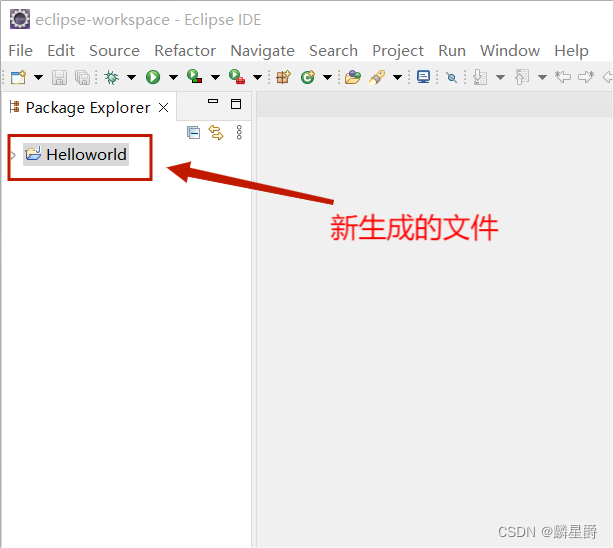 eclipse-workspace - Eclipse IDE
File Edit Source Refactor Navigate Search Project Run Window Help
Package Explorer
Helloworld
新生成的文件
CSDN @麟星爵